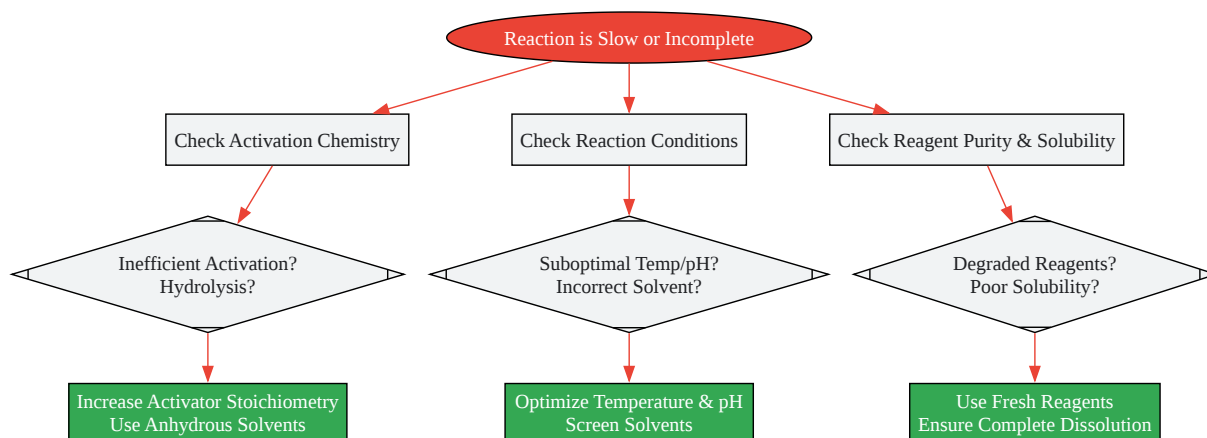 Reaction is Slow or Incomplete
Check Activation Chemistry
Check Reaction Conditions
Check Reagent Purity & Solubility
Inefficient Activation?
Hydrolysis?
Suboptimal Temp/pH?
Incorrect Solvent?
Degraded Reagents?
Poor Solubility?
Increase Activator Stoichiometry
Use Anhydrous Solvents
Optimize Temperature & pH
Screen Solvents
Use Fresh Reagents
Ensure Complete Dissolution